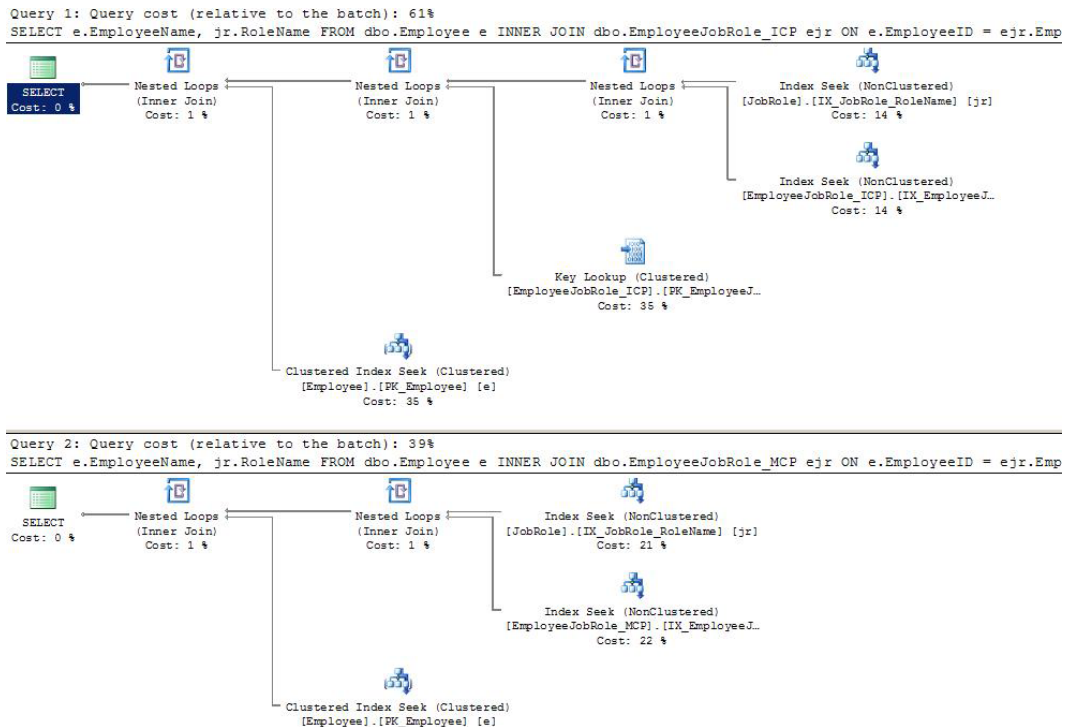 Query 1: Query cost (relative to the batch): 61%
SELECT e.EmployeeName, jr.RoleName FROM dbo.Employee e INNER JOIN dbo.EmployeeJobRole_ICP ejr ON e.EmployeeID = ejr.Emp
SELECT
Cost: 0 %
Nested Loops
(Inner Join)
Cost: 1 %
Nested Loops
(Inner Join)
Cost: 1 %
Nested Loops
(Inner Join)
Cost: 1 %
Index Seek (NonClustered)
[JobRole].[IX_JobRole_RoleName] [jr]
Cost: 14 %
Index Seek (NonClustered)
[EmployeeJobRole_ICP].[IX_EmployeeJ…
Cost: 14 %
Key Lookup (Clustered)
[EmployeeJobRole_ICP].[PK_EmployeeJ…
Cost: 35 %
Clustered Index Seek (Clustered)
[Employee].[PK_Employee] [e]
Cost: 35 %
Query 2: Query cost (relative to the batch): 39%
SELECT e.EmployeeName, jr.RoleName FROM dbo.Employee e INNER JOIN dbo.EmployeeJobRole_MCP ejr ON e.EmployeeID = ejr.Emp
SELECT
Cost: 0 %
Nested Loops
(Inner Join)
Cost: 1 %
Nested Loops
(Inner Join)
Cost: 1 %
Index Seek (NonClustered)
[JobRole].[IX_JobRole_RoleName] [jr]
Cost: 21 %
Index Seek (NonClustered)
[EmployeeJobRole_MCP].[IX_EmployeeJ…
Cost: 22 %
Clustered Index Seek (Clustered)
[Employee].[PK_Employee] [e]